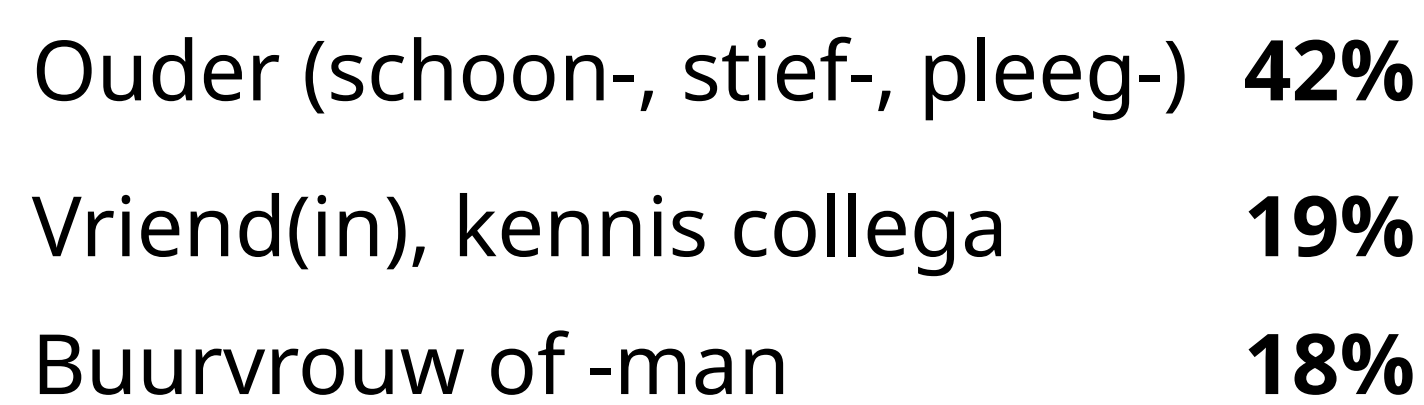 Ouder (schoon-, stief-, pleeg-) 42%
Vriend(in), kennis collega 19%
Buurvrouw of -man 18%